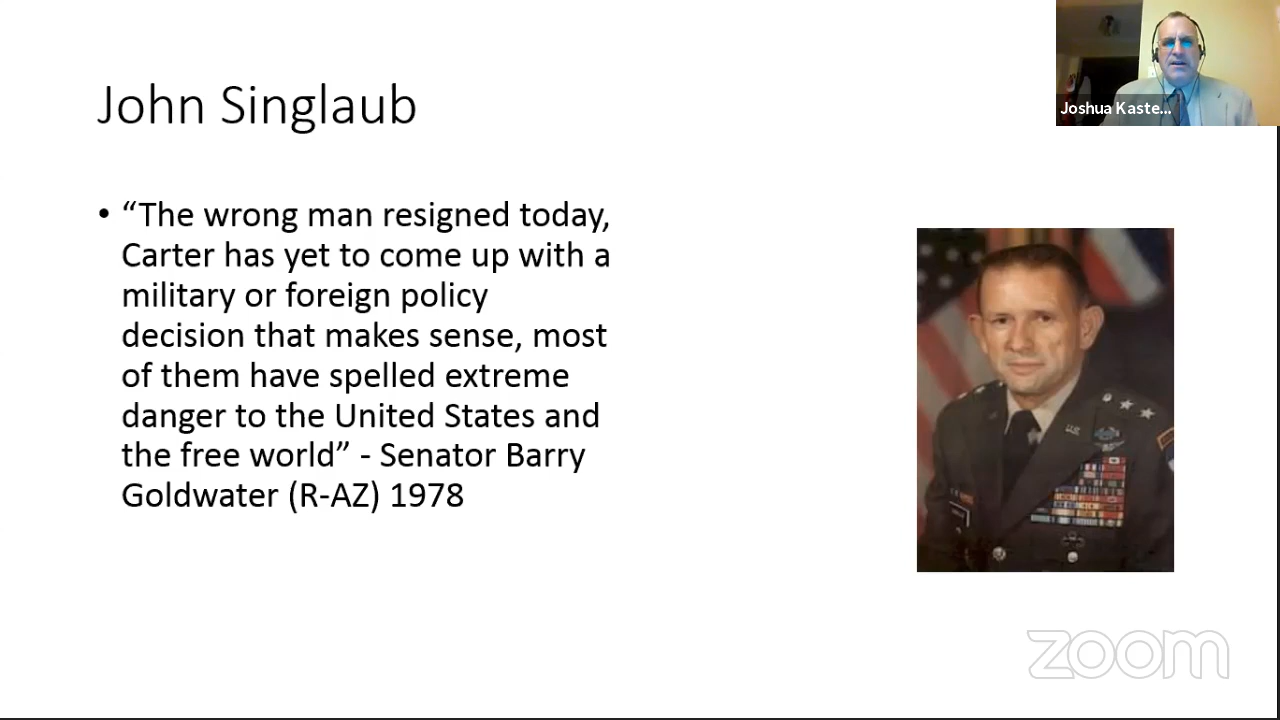 John Singlaub
Joshua Kaste...
• “The wrong man resigned today,
Carter has yet to come up with a
military or foreign policy
decision that makes sense, most
of them have spelled extreme
danger to the United States and
the free world” - Senator Barry
Goldwater (R-AZ) 1978
zoom